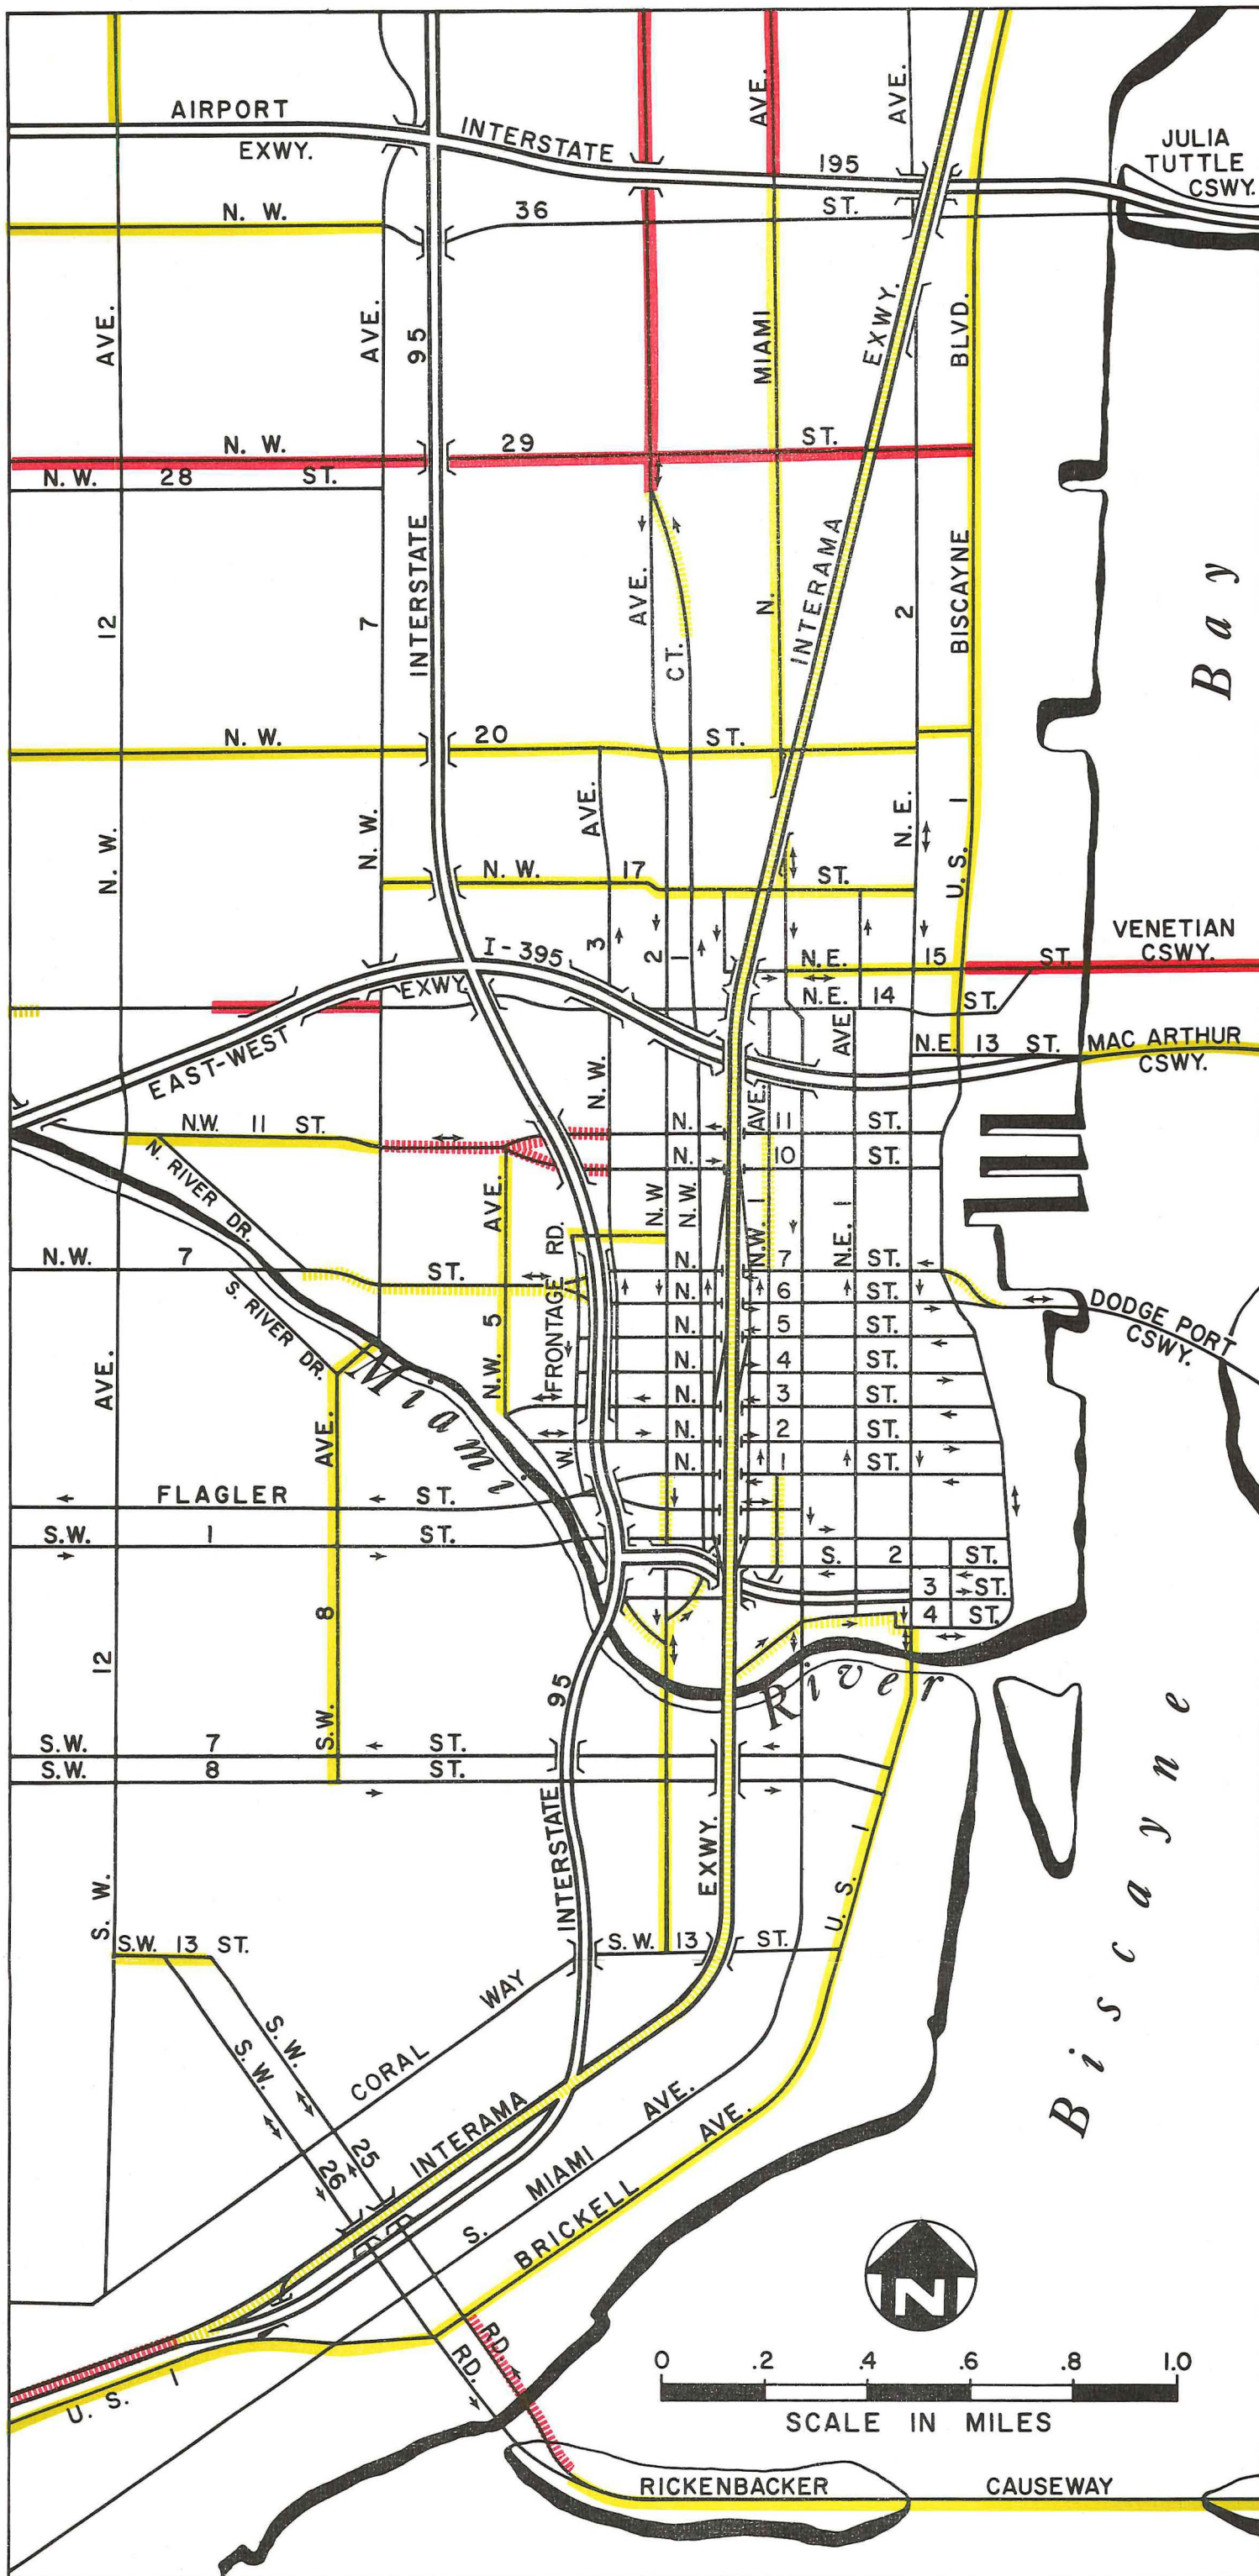 AIRPORT
EXWY.
INTERSTATE
195
AVE.
AVE.
JULIA
TUTTLE
CSWY.
N. W.
36
ST.
AVE.
AVE.
95
MIAMI
EXWY.
BLVD.
N. W.
29
ST.
N. W.
28
ST.
INTERSTATE
AVE.
INTERAMA
BISCAYNE
Bay
12
7
N.
2
CT.
N. W.
20
ST.
AVE.
N. E.
U. S. 1
N. W.
N. W.
N. W.
17
ST.
I-395
3
2
1
N.E.
15
ST.
VENETIAN
CSWY.
EXWY.
N.E.
14
ST.
EAST-WEST
AVE
N.E.
13
ST.
MAC ARTHUR
CSWY.
N. W.
AVE.
N.W.
11
ST.
N.
11
ST.
N. RIVER DR.
N.
10
ST.
AVE.
N. W
N. W.
N.W. 1
N.E. 1
RD.
N.W.
7
ST.
N.
7
ST.
S. RIVER DR.
FRONTAGE
N.
6
ST.
DODGE PORT
CSWY.
N.W. 5
N.
5
ST.
AVE.
Miami
N.
4
ST.
N.
3
ST.
AVE.
N.
2
ST.
W.
N.
1
ST.
FLAGLER
ST.
S.W.
1
ST.
S.
2
ST.
3
ST.
8
4
ST.
12
95
River
S.W.
S.W.
7
ST.
S.W.
8
ST.
INTERSTATE
EXWY.
U. S. 1
Biscayne
S. W.
S.W.
13
ST.
S. W.
13
ST.
WAY
CORAL
S. W.
S. W.
INTERAMA
AVE.
AVE.
25
26
MIAMI
S.
BRICKELL
N
RD.
RD.
U. S. 1
0
.2
.4
.6
.8
1.0
SCALE IN MILES
RICKENBACKER
CAUSEWAY